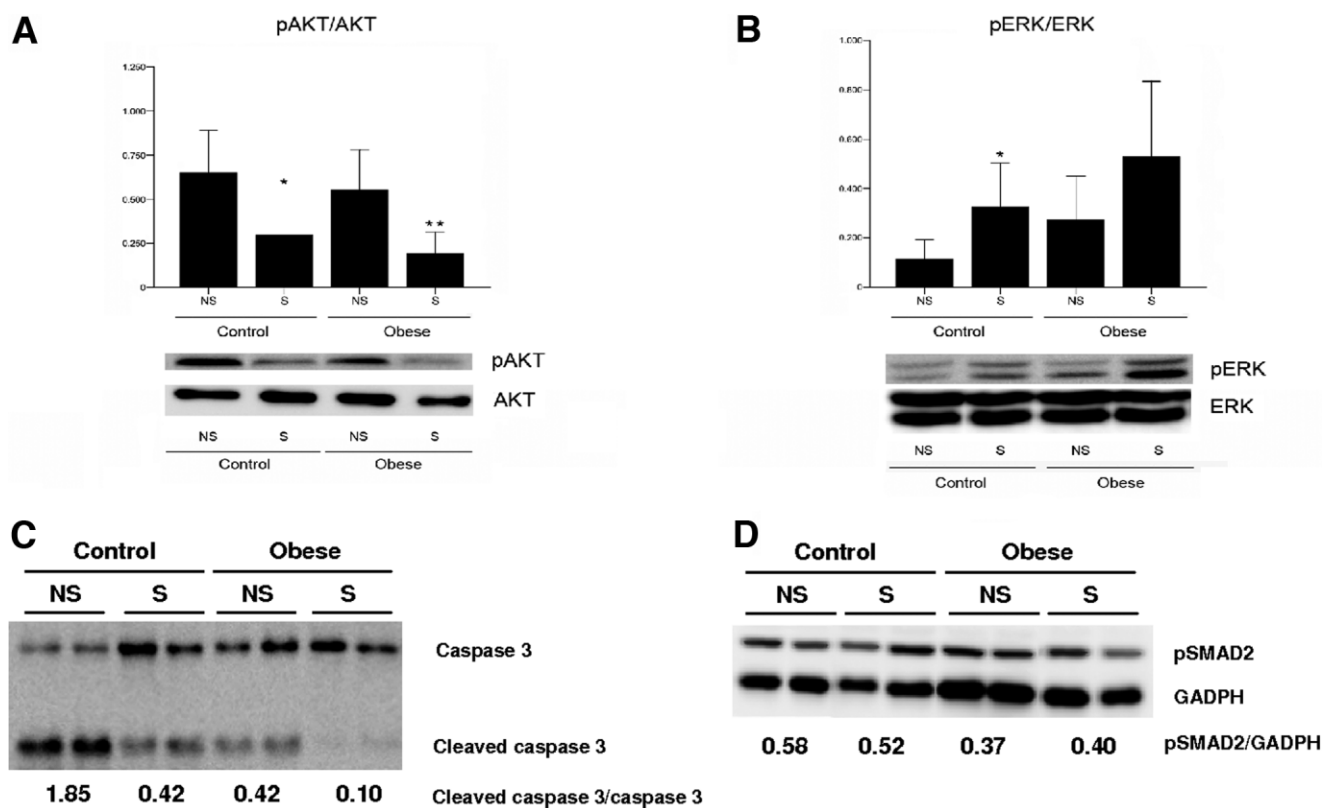 A
pAKT/AKT
1.250
1.000
0.750
0.500
0.250
0
*
**
NS S NS S
Control Obese
pAKT
AKT
NS S NS S
Control Obese
B
pERK/ERK
1.000
0.800
0.600
0.400
0.200
0
*
NS S NS S
Control Obese
pERK
ERK
NS S NS S
Control Obese
C
Control Obese
NS S NS S
Caspase 3
Cleaved caspase 3
1.85 0.42 0.42 0.10 Cleaved caspase 3/caspase 3
D
Control Obese
NS S NS S
pSMAD2
GADPH
0.58 0.52 0.37 0.40 pSMAD2/GADPH